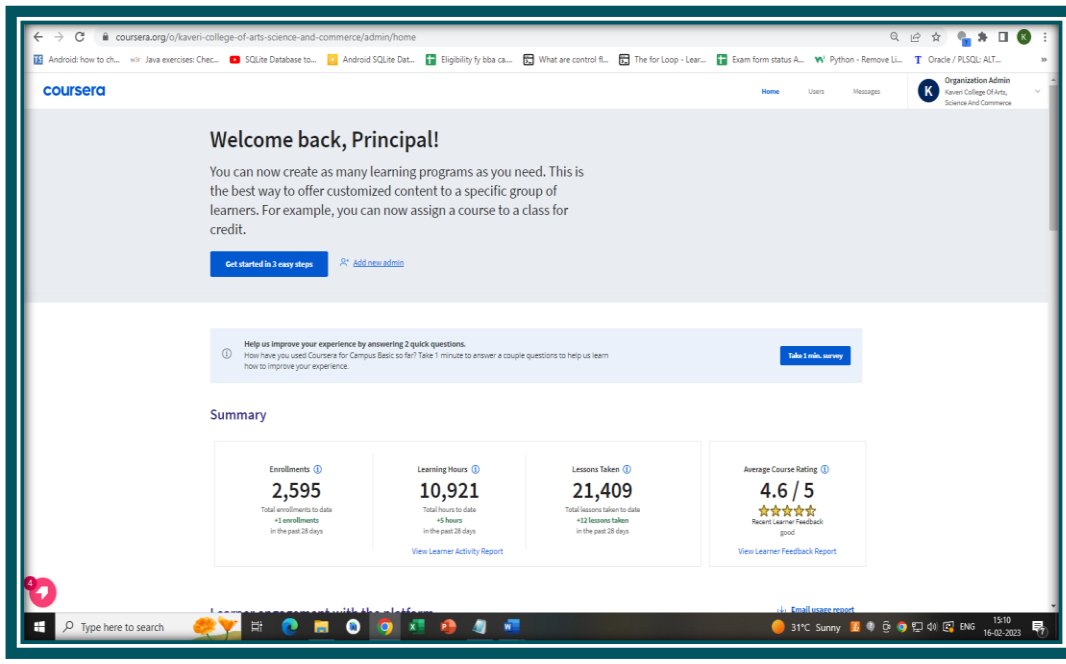 coursera.org/o/kaveri-college-of-arts-science-and-commerce/admin/home
K
Android: how to ch... Java exercises: Chec... SQLite Database to... Android SQLite Dat... Eligibility fy bba ca.... What are control fl... The for Loop - Lear... Exam form status A... Python - Remove Li... Oracle / PLSQL: ALT... »
coursera
Home Users Messages
K
Organization Admin
Kaveri College Of Arts,
Science And Commerce
Welcome back, Principal!
You can now create as many learning programs as you need. This is
the best way to offer customized content to a specific group of
learners. For example, you can now assign a course to a class for
credit.
Get started in 3 easy steps Add new admin
Help us improve your experience by answering 2 quick questions.
How have you used Coursera for Campus Basic so far? Take 1 minute to answer a couple questions to help us learn
how to improve your experience.
Take 1 min. survey
Summary
Enrollments
2,595
Total enrollments to date
+1 enrollments
in the past 28 days
Learning Hours
10,921
Total hours to date
+5 hours
in the past 28 days
View Learner Activity Report
Lessons Taken
21,409
Total lessons taken to date
+12 lessons taken
in the past 28 days
Average Course Rating
4.6 / 5
Recent Learner Feedback
good
View Learner Feedback Report
4
Learner engagement with the platform
Email usage report
Type here to search
31°C Sunny ENG
15:10
16-02-2023
7